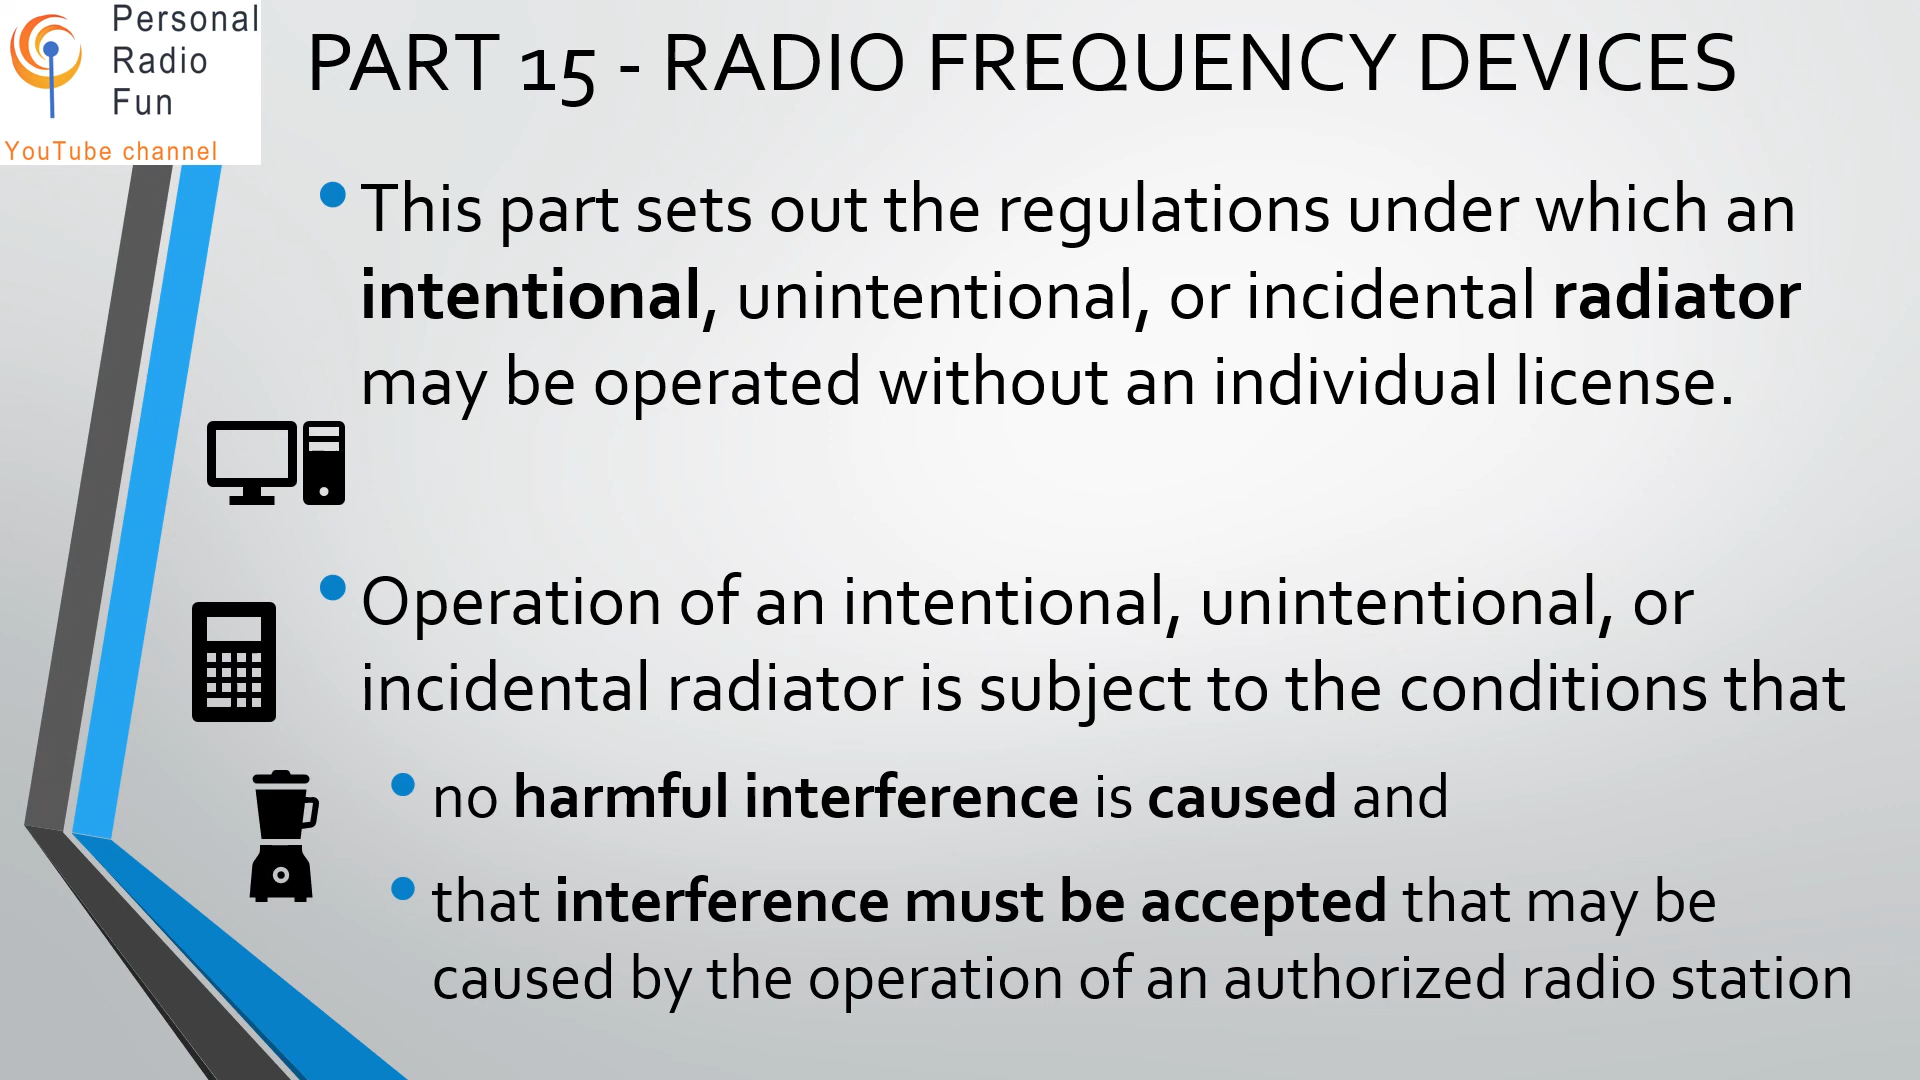 Personal
Radio
Fun
YouTube channel
PART 15 - RADIO FREQUENCY DEVICES
This part sets out the regulations under which an
intentional, unintentional, or incidental radiator
may be operated without an individual license.
Operation of an intentional, unintentional, or
incidental radiator is subject to the conditions that
no harmful interference is caused and
that interference must be accepted that may be
caused by the operation of an authorized radio station